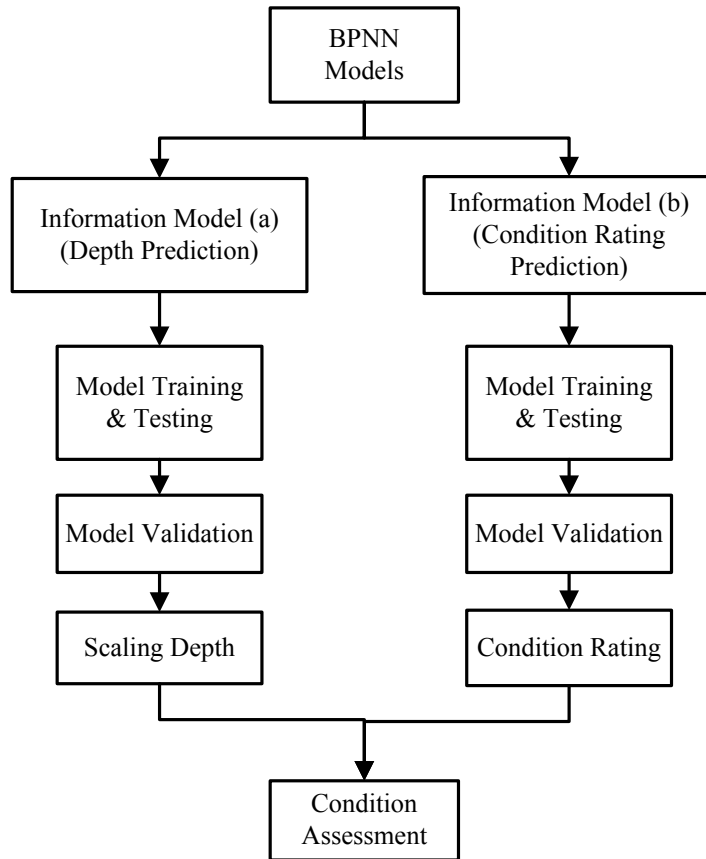 BPNN
Models
Information Model (a)
(Depth Prediction)
Information Model (b)
(Condition Rating
Prediction)
Model Training
& Testing
Model Training
& Testing
Model Validation
Model Validation
Scaling Depth
Condition Rating
Condition
Assessment